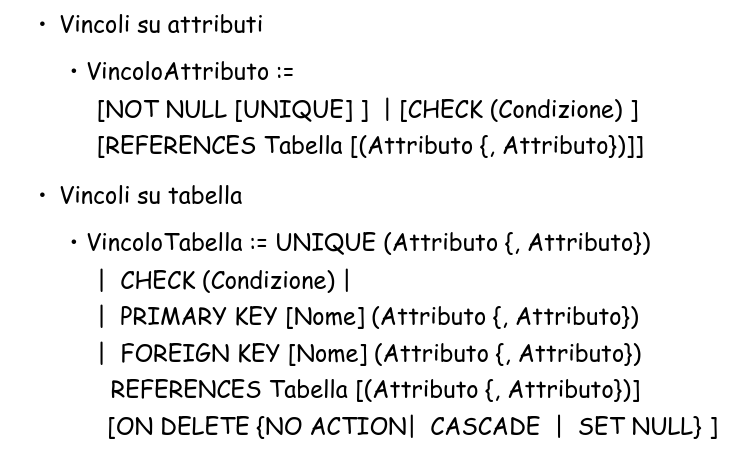 • Vincoli su attributi
• VincoloAttributo :=
[NOT NULL [UNIQUE] ] | [CHECK (Condizione) ]
[REFERENCES Tabella [(Attributo {, Attributo})]]
• Vincoli su tabella
• VincoloTabella := UNIQUE (Attributo {, Attributo})
| CHECK (Condizione) |
| PRIMARY KEY [Nome] (Attributo {, Attributo})
| FOREIGN KEY [Nome] (Attributo {, Attributo})
REFERENCES Tabella [(Attributo {, Attributo})]
[ON DELETE {NO ACTION| CASCADE | SET NULL} ]